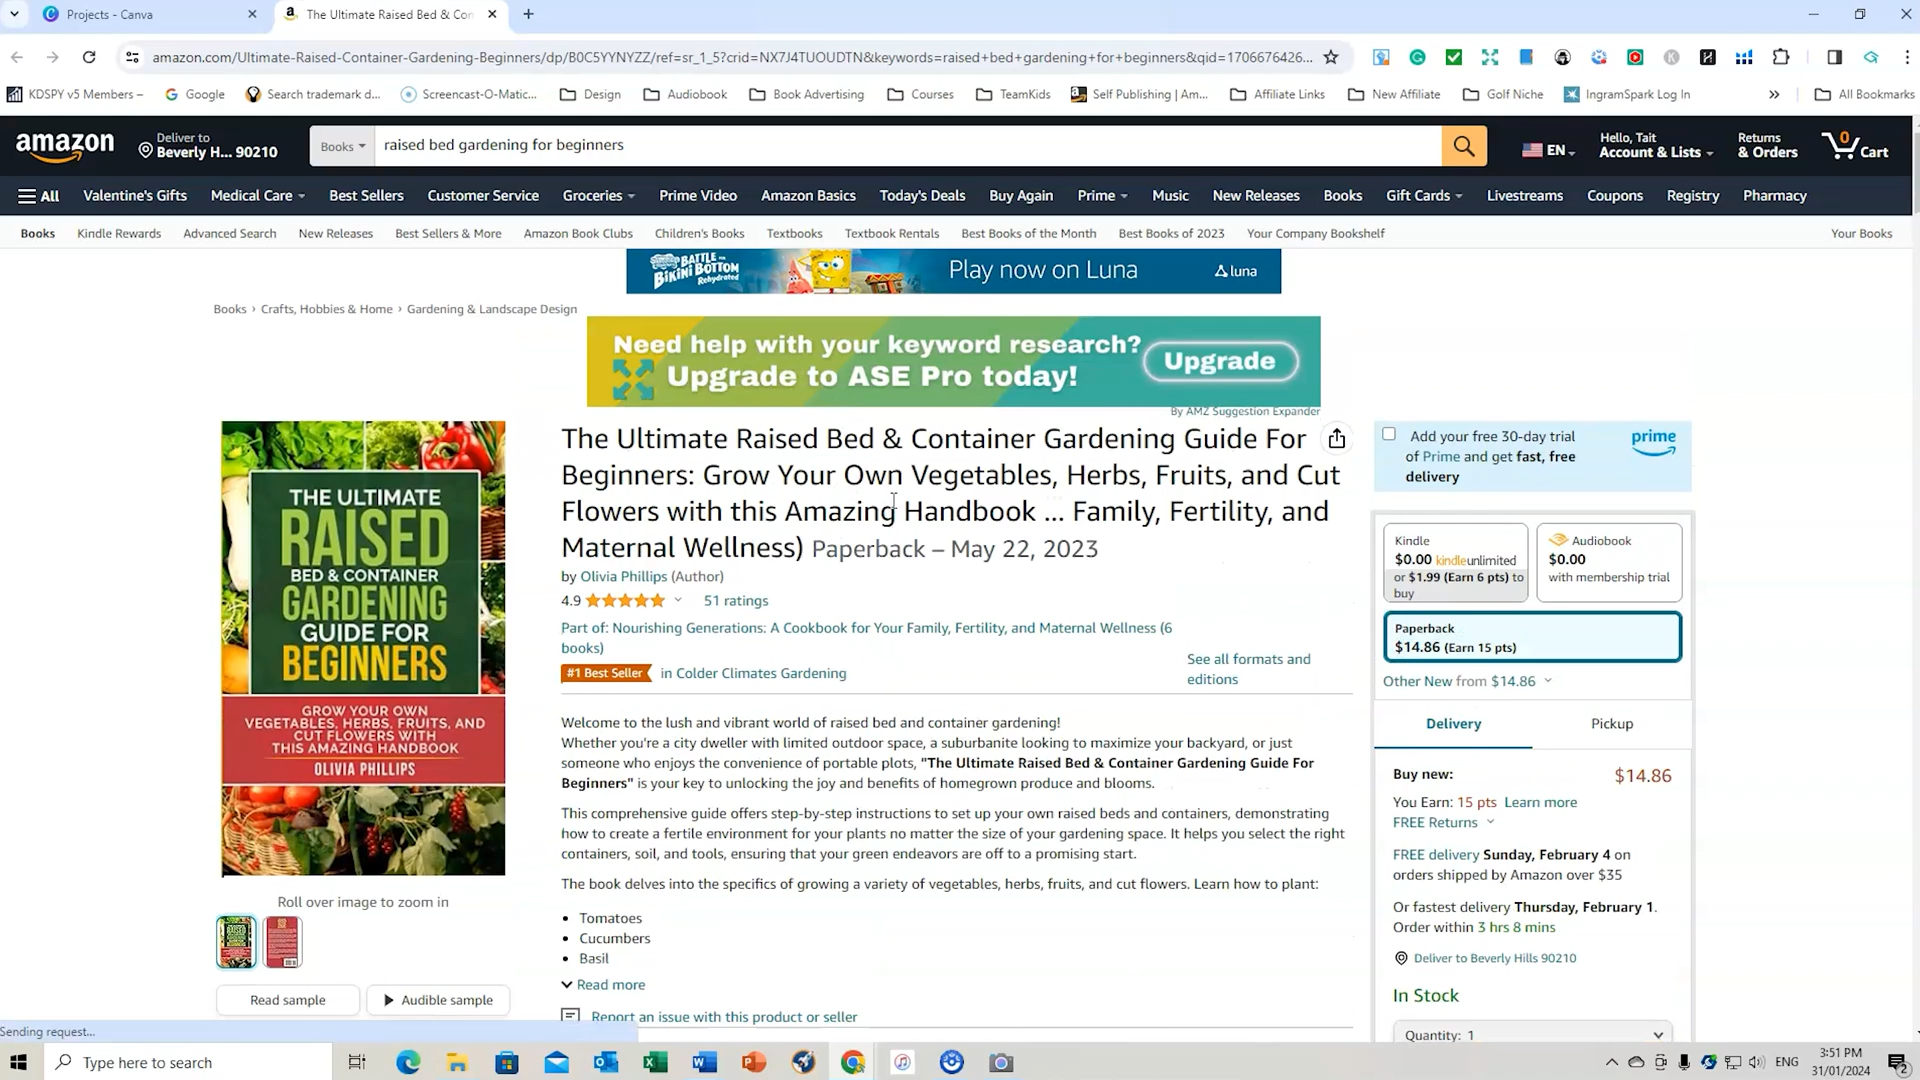 Projects - Canva
The Ultimate Raised Bed & Con
amazon.com/Ultimate-Raised-Container-Gardening-Beginners/dp/B0C5YYNYZZ/ref=sr_1_5?crid=NX7J4TUOUDTN&keywords=raised+bed+gardening+for+beginners&qid=1706676426...
KDSPY v5 Members –
Google
Search trademark d...
Screencast-O-Matic...
Design
Audiobook
Book Advertising
Courses
TeamKids
Self Publishing | Am...
Affiliate Links
New Affiliate
Golf Niche
IngramSpark Log In
All Bookmarks
amazon
Deliver to
Beverly H... 90210
Books
raised bed gardening for beginners
EN
Hello, Tait
Account & Lists
Returns
& Orders
0
Cart
All
Valentine's Gifts
Medical Care
Best Sellers
Customer Service
Groceries
Prime Video
Amazon Basics
Today's Deals
Buy Again
Prime
Music
New Releases
Books
Gift Cards
Livestreams
Coupons
Registry
Pharmacy
Books
Kindle Rewards
Advanced Search
New Releases
Best Sellers & More
Amazon Book Clubs
Children's Books
Textbooks
Textbook Rentals
Best Books of the Month
Best Books of 2023
Your Company Bookshelf
Your Books
BATTLE FOR
BIKINI BOTTOM
Rehydrated
Play now on Luna
luna
Books › Crafts, Hobbies & Home › Gardening & Landscape Design
Need help with your keyword research?
Upgrade to ASE Pro today!
Upgrade
By AMZ Suggestion Expander
THE ULTIMATE
RAISED
BED & CONTAINER
GARDENING
GUIDE FOR
BEGINNERS
GROW YOUR OWN
VEGETABLES, HERBS, FRUITS, AND
CUT FLOWERS WITH
THIS AMAZING HANDBOOK
OLIVIA PHILLIPS
Roll over image to zoom in
Read sample
Audible sample
The Ultimate Raised Bed & Container Gardening Guide For
Beginners: Grow Your Own Vegetables, Herbs, Fruits, and Cut
Flowers with this Amazing Handbook ... Family, Fertility, and
Maternal Wellness) Paperback – May 22, 2023
by Olivia Phillips (Author)
4.9
51 ratings
Part of: Nourishing Generations: A Cookbook for Your Family, Fertility, and Maternal Wellness (6
books)
#1 Best Seller in Colder Climates Gardening
See all formats and
editions
Welcome to the lush and vibrant world of raised bed and container gardening!
Whether you're a city dweller with limited outdoor space, a suburbanite looking to maximize your backyard, or just
someone who enjoys the convenience of portable plots, "The Ultimate Raised Bed & Container Gardening Guide For
Beginners" is your key to unlocking the joy and benefits of homegrown produce and blooms.
This comprehensive guide offers step-by-step instructions to set up your own raised beds and containers, demonstrating
how to create a fertile environment for your plants no matter the size of your gardening space. It helps you select the right
containers, soil, and tools, ensuring that your green endeavors are off to a promising start.
The book delves into the specifics of growing a variety of vegetables, herbs, fruits, and cut flowers. Learn how to plant:
• Tomatoes
• Cucumbers
• Basil
Read more
Report an issue with this product or seller
Add your free 30-day trial
of Prime and get fast, free
delivery
prime
Kindle
$0.00 kindleunlimited
or $1.99 (Earn 6 pts) to
buy
Audiobook
$0.00
with membership trial
Paperback
$14.86 (Earn 15 pts)
Other New from $14.86
Delivery
Pickup
Buy new:
$14.86
You Earn: 15 pts Learn more
FREE Returns
FREE delivery Sunday, February 4 on
orders shipped by Amazon over $35
Or fastest delivery Thursday, February 1.
Order within 3 hrs 8 mins
Deliver to Beverly Hills 90210
In Stock
Quantity: 1
Sending request...
Type here to search
ENG
3:51 PM
31/01/2024
2